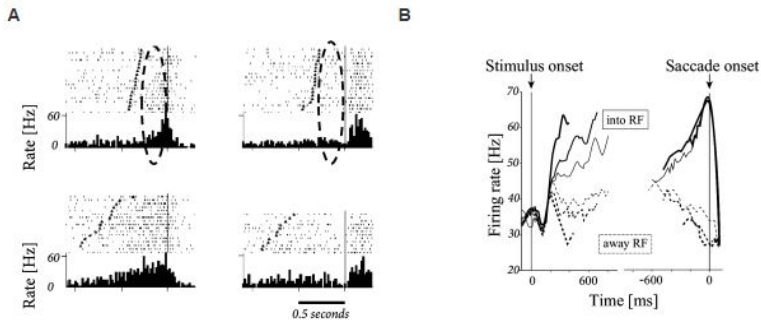 A
60
Rate [Hz]
0
60
Rate [Hz]
0
0.5 seconds
B
Stimulus onset
Saccade onset
70
60
50
40
30
20
Firing rate [Hz]
into RF
away RF
0
600
-600
0
Time [ms]